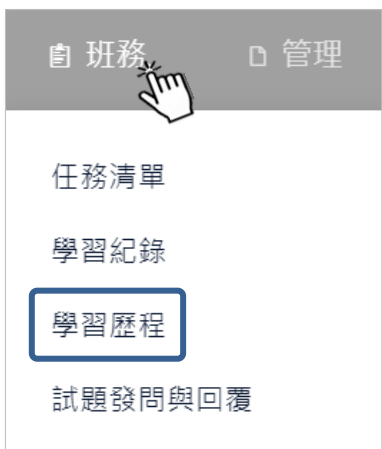 班務 管理
任務清單
學習紀錄
學習歷程
試題發問與回覆